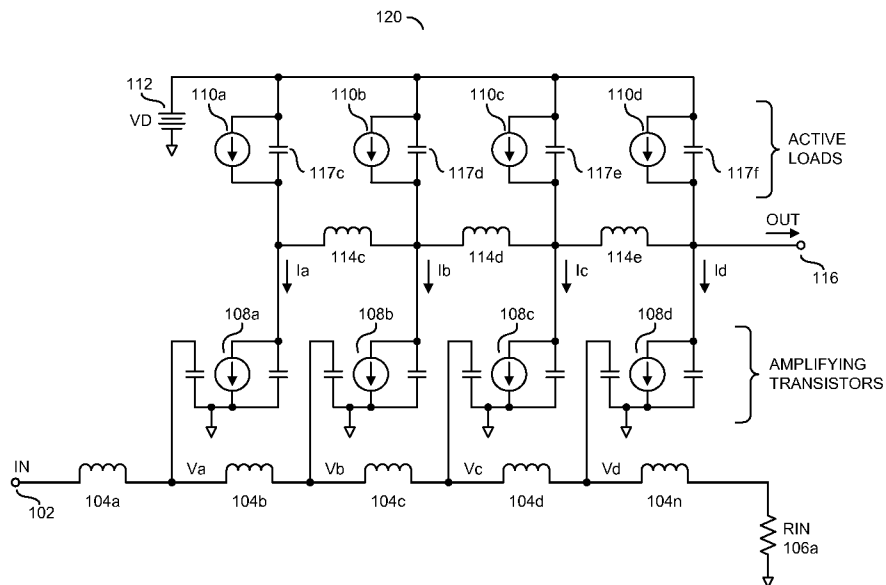 120
112
VD
110a
110b
110c
110d
117c
117d
117e
117f
ACTIVE
LOADS
OUT
116
114c
114d
114e
Ia
Ib
Ic
Id
108a
108b
108c
108d
AMPLIFYING
TRANSISTORS
IN
102
104a
Va
104b
Vb
104c
Vc
104d
Vd
104n
RIN
106a